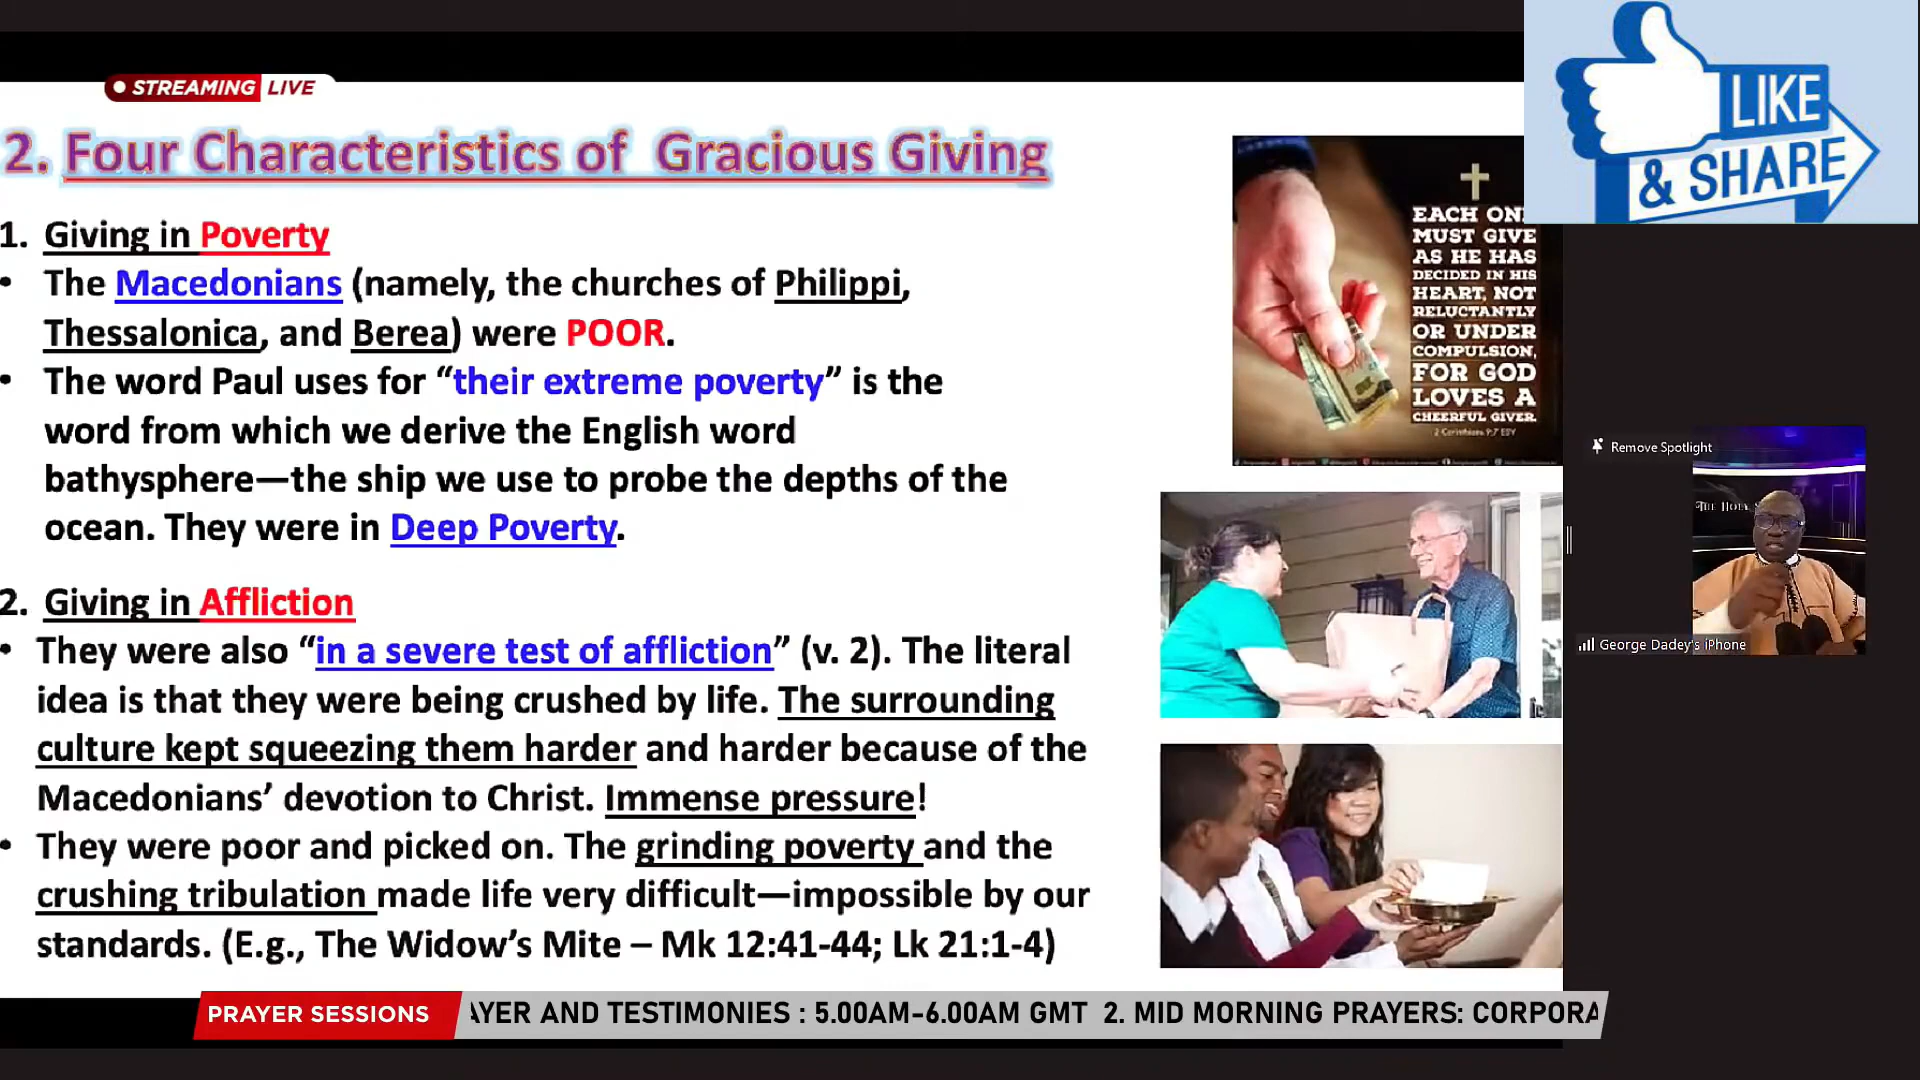 STREAMING LIVE
LIKE
& SHARE
2. Four Characteristics of Gracious Giving
1. Giving in Poverty
• The Macedonians (namely, the churches of Philippi,
Thessalonica, and Berea) were POOR.
• The word Paul uses for “their extreme poverty” is the
word from which we derive the English word
bathysphere—the ship we use to probe the depths of the
ocean. They were in Deep Poverty.
2. Giving in Affliction
• They were also “in a severe test of affliction” (v. 2). The literal
idea is that they were being crushed by life. The surrounding
culture kept squeezing them harder and harder because of the
Macedonians’ devotion to Christ. Immense pressure!
• They were poor and picked on. The grinding poverty and the
crushing tribulation made life very difficult—impossible by our
standards. (E.g., The Widow’s Mite – Mk 12:41-44; Lk 21:1-4)
EACH ON
MUST GIVE
AS HE HAS
DECIDED IN HIS
HEART, NOT
RELUCTANTLY
OR UNDER
COMPULSION,
FOR GOD
LOVES A
CHEERFUL GIVER.
2 Corinthians 9:7 ESV
Remove Spotlight
THE HOLY
George Dadey's iPhone
PRAYER SESSIONS
AYER AND TESTIMONIES : 5.00AM-6.00AM GMT 2. MID MORNING PRAYERS: CORPORA